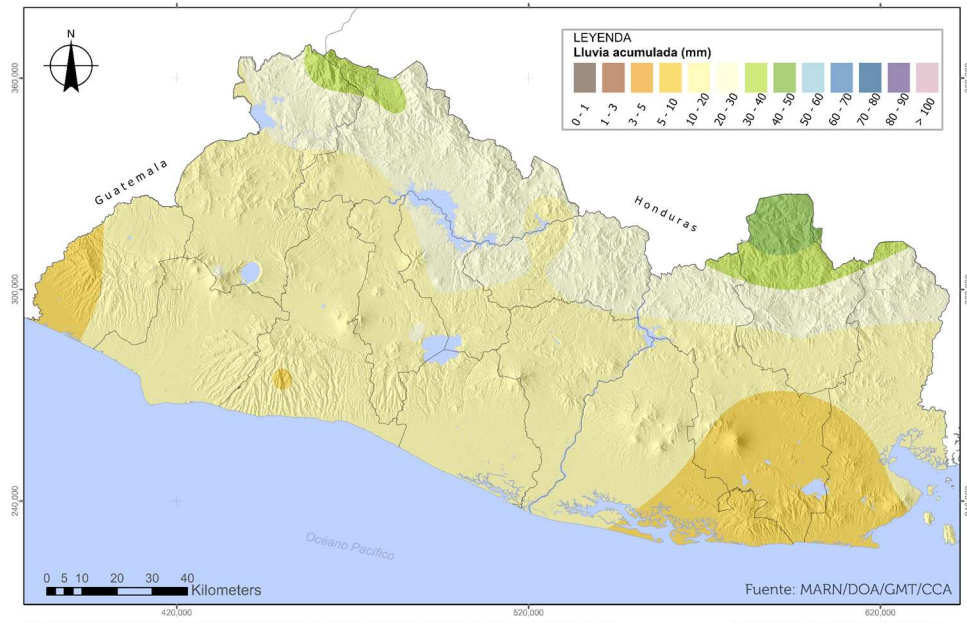 LEYENDA
Lluvia acumulada (mm)
0 - 1
1 - 3
3 - 5
5 - 10
10 - 20
20 - 30
30 - 40
40 - 50
50 - 60
60 - 70
70 - 80
80 - 90
> 100
N
360,000
Guatemala
Honduras
300,000
240,000
Océano Pacífico
0 5 10 20 30 40
Kilometers
Fuente: MARN/DOA/GMT/CCA
420,000
520,000
620,000